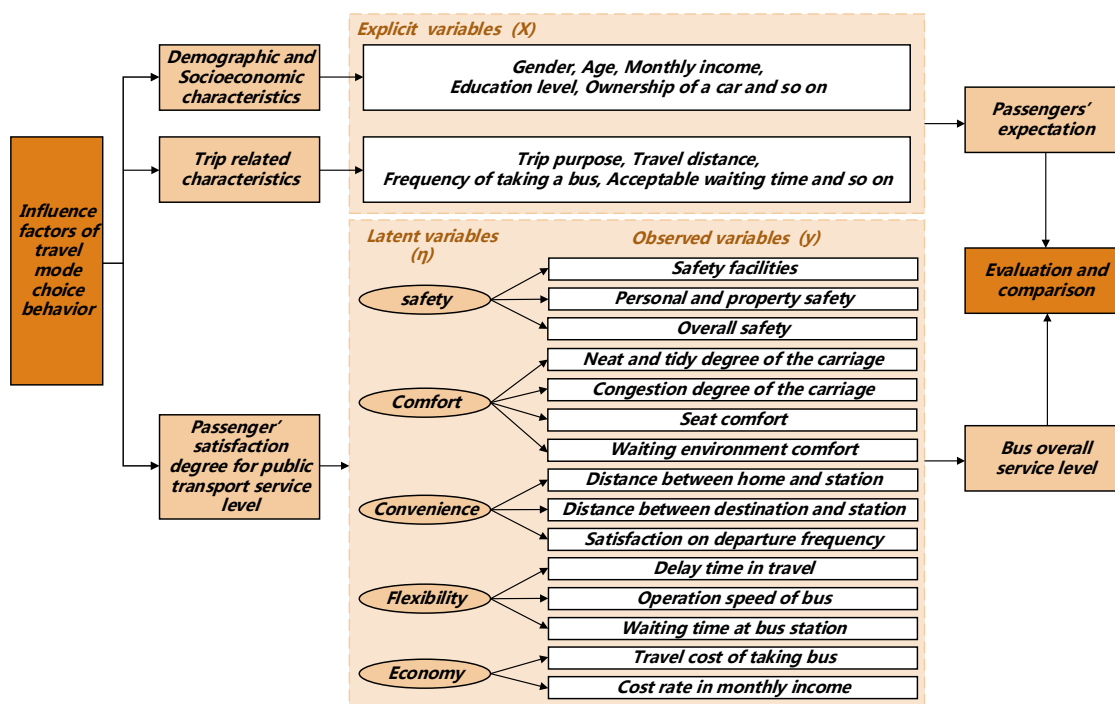 Influence
factors of
travel
mode
choice
behavior
Demographic and
Socioeconomic
characteristics
Trip related
characteristics
Passenger’
satisfaction
degree for public
transport service
level
Explicit variables (X)
Gender, Age, Monthly income,
Education level, Ownership of a car and so on
Trip purpose, Travel distance,
Frequency of taking a bus, Acceptable waiting time and so on
Latent variables
(η)
Observed variables (y)
safety
Safety facilities
Personal and property safety
Overall safety
Comfort
Neat and tidy degree of the carriage
Congestion degree of the carriage
Seat comfort
Waiting environment comfort
Convenience
Distance between home and station
Distance between destination and station
Satisfaction on departure frequency
Flexibility
Delay time in travel
Operation speed of bus
Waiting time at bus station
Economy
Travel cost of taking bus
Cost rate in monthly income
Passengers’
expectation
Evaluation and
comparison
Bus overall
service level